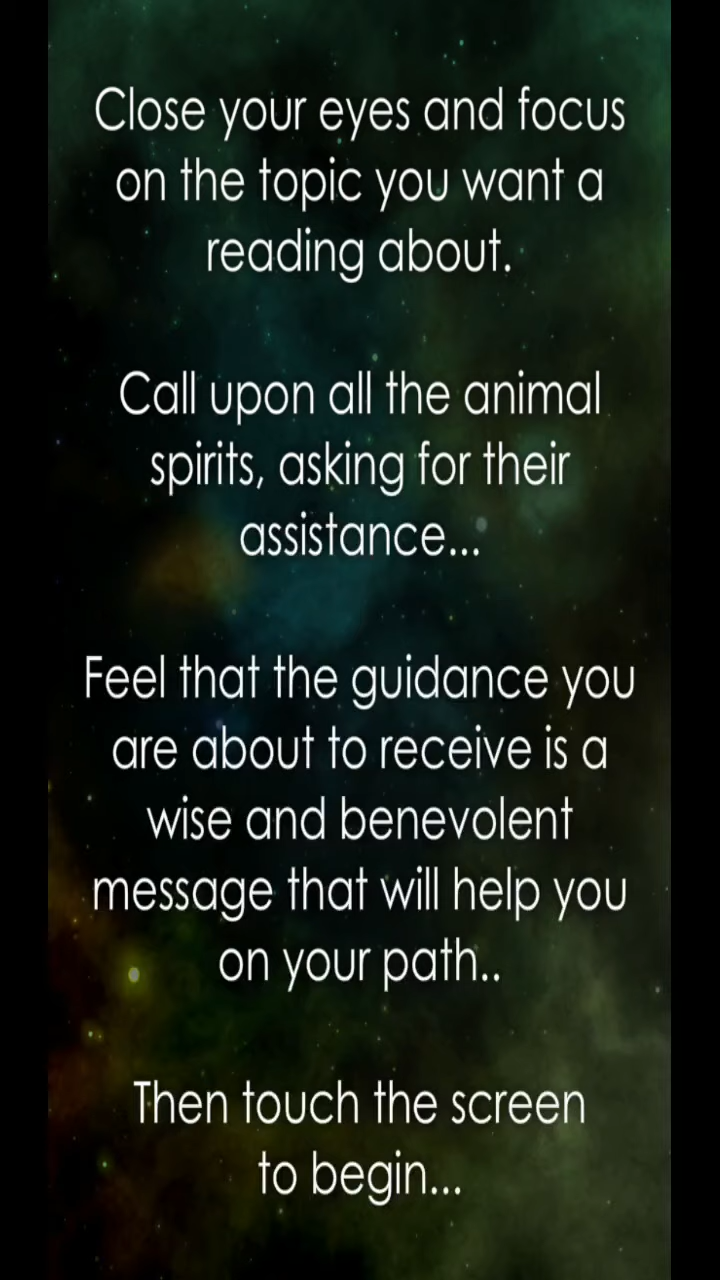 Close your eyes and focus
on the topic you want a
reading about.
Call upon all the animal
spirits, asking for their
assistance...
Feel that the guidance you
are about to receive is a
wise and benevolent
message that will help you
on your path..
Then touch the screen
to begin...